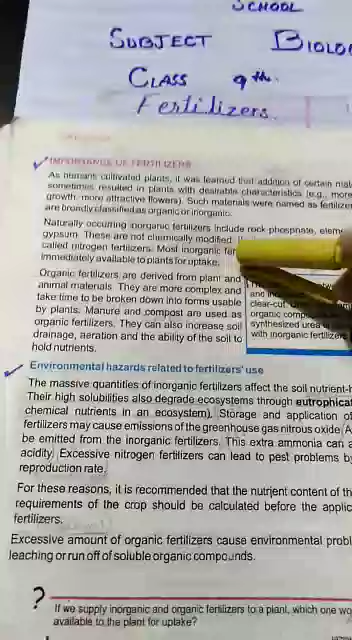 SCHOOL
SUBJECT BIOLO
CLASS 9th.
Fertilizers.
IMPORTANCE OF FERTILIZERS
As humans cultivated plants, it was learned that addition of certain mat
sometimes resulted in plants with desirable characteristics (e.g., more
growth, more attractive flowers). Such materials were named as fertilizer
are broadly classified as organic or inorganic.
Naturally occurring inorganic fertilizers include rock phosphate, eleme
gypsum. These are not chemically modified.
called nitrogen fertilizers. Most inorganic fer
immediately available to plants for uptake.
Organic fertilizers are derived from plant and
animal materials. They are more complex and
take time to be broken down into forms usable
by plants. Manure and compost are used as
organic fertilizers. They can also increase soil
drainage, aeration and the ability of the soil to
hold nutrients.
clear-cut.
organic
synthesized urea
with inorganic fertilizers
Environmental hazards related to fertilizers' use
The massive quantities of inorganic fertilizers affect the soil nutrient-h
Their high solubilities also degrade ecosystems through eutrophicat
chemical nutrients in an ecosystem). Storage and application of
fertilizers may cause emissions of the greenhouse gas nitrous oxide. A
be emitted from the inorganic fertilizers. This extra ammonia can a
acidity. Excessive nitrogen fertilizers can lead to pest problems b
reproduction rate.
For these reasons, it is recommended that the nutrient content of th
requirements of the crop should be calculated before the applic
fertilizers.
Excessive amount of organic fertilizers cause environmental probl
leaching or run off of soluble organic compounds.
?
If we supply inorganic and organic fertilizers to a plant, which one wo
available to the plant for uptake?